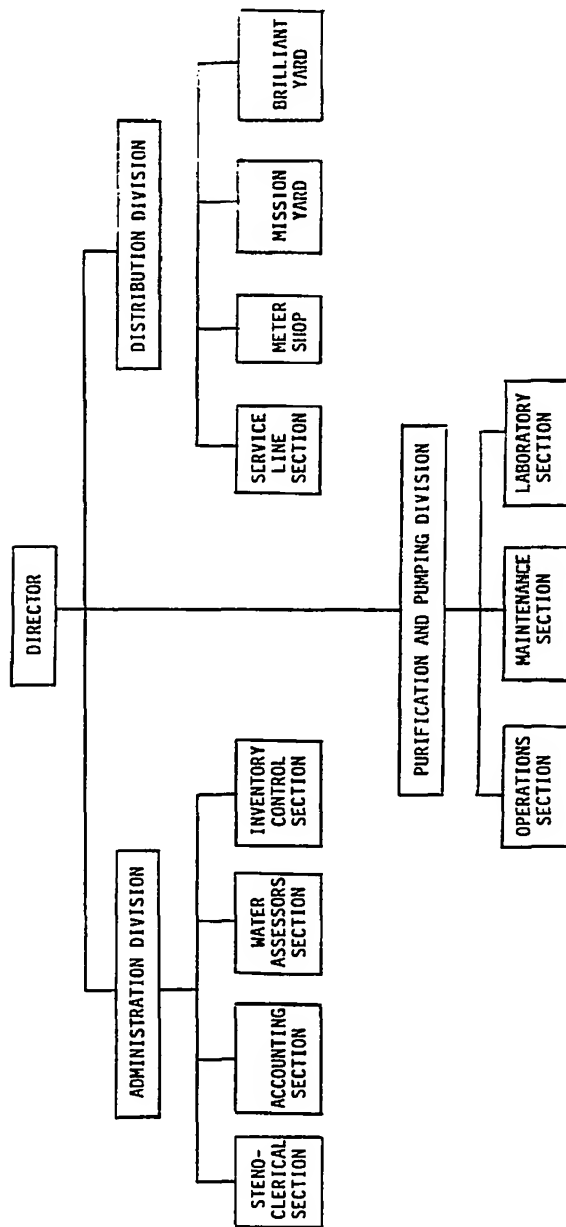 DIRECTOR
ADMINISTRATION DIVISION
DISTRIBUTION DIVISION
STENO-
CLERICAL
SECTION
ACCOUNTING
SECTION
WATER
ASSESSORS
SECTION
INVENTORY
CONTROL
SECTION
SERVICE
LINE
SECTION
METER
SHOP
MISSION
YARD
BRILLIANT
YARD
PURIFICATION AND PUMPING DIVISION
OPERATIONS
SECTION
MAINTENANCE
SECTION
LABORATORY
SECTION